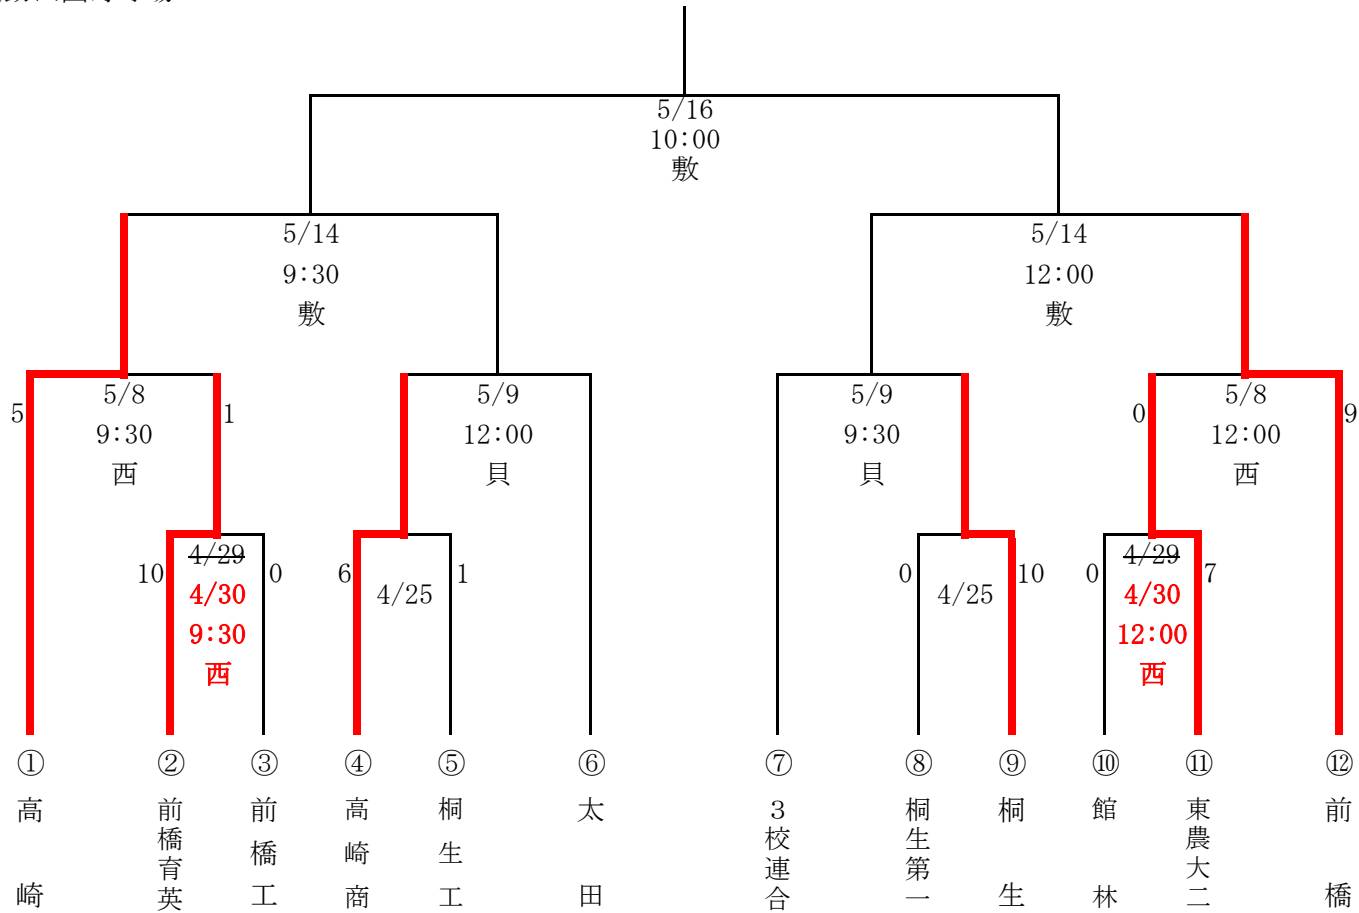 5/16
10:00
敷
5/14
9:30
敷
5/14
12:00
敷
5
5/8
9:30
西
1
5/9
12:00
貝
5/9
9:30
貝
0
5/8
12:00
西
9
10
4/29
4/30
9:30
西
0
6
4/25
1
0
4/25
10
0
4/29
4/30
12:00
西
7
① ② ③ ④ ⑤ ⑥ ⑦ ⑧ ⑨ ⑩ ⑪ ⑫
高崎
前橋育英
前橋工
高崎商
桐生工
太田
3校連合
桐生第一
桐生
館林
東農大二
前橋